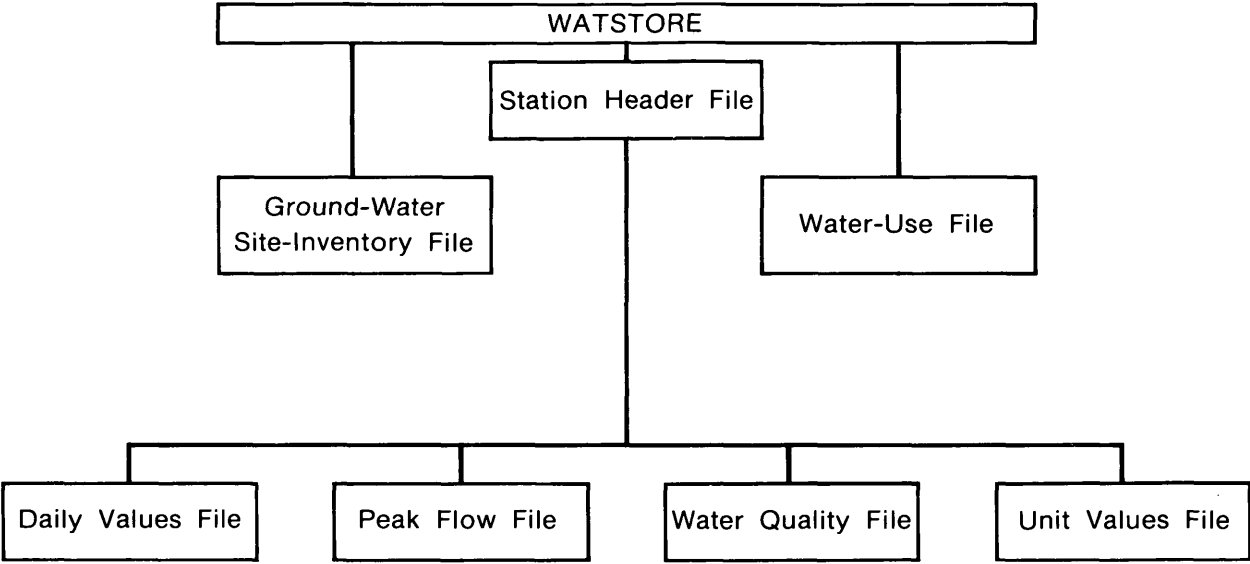 WATSTORE
Station Header File
Ground-Water
Site-Inventory File
Water-Use File
Daily Values File
Peak Flow File
Water Quality File
Unit Values File